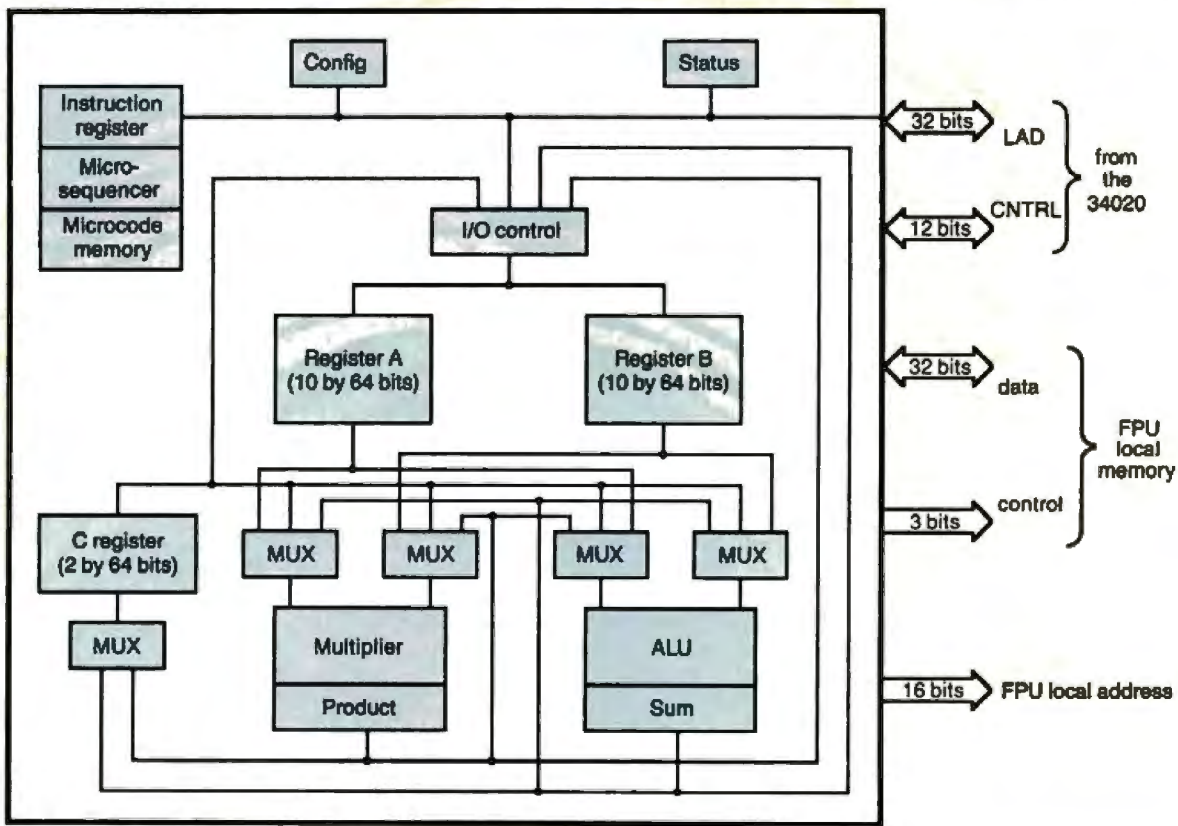 Config
Status
Instruction
register
Micro-
sequencer
Microcode
memory
I/O control
Register A
(10 by 64 bits)
Register B
(10 by 64 bits)
C register
(2 by 64 bits)
MUX
MUX
MUX
MUX
MUX
Multiplier
Product
ALU
Sum
32 bits
LAD
CNTRL
12 bits
from
the
34020
32 bits
data
control
3 bits
FPU
local
memory
16 bits
FPU local address